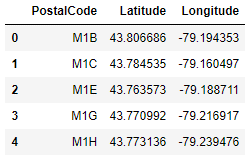 PostalCode Latitude Longitude
0 M1B 43.806686 -79.194353
1 M1C 43.784535 -79.160497
2 M1E 43.763573 -79.188711
3 M1G 43.770992 -79.216917
4 M1H 43.773136 -79.239476